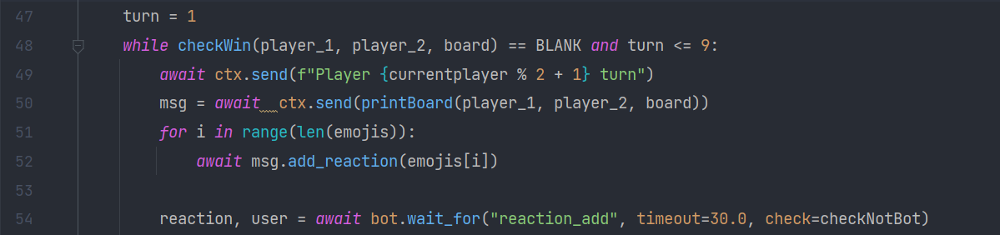 47 turn = 1
48 while checkWin(player_1, player_2, board) == BLANK and turn <= 9:
49 await ctx.send(f"Player {currentplayer % 2 + 1} turn")
50 msg = await  ctx.send(printBoard(player_1, player_2, board))
51 for i in range(len(emojis)):
52 await msg.add_reaction(emojis[i])
53
54 reaction, user = await bot.wait_for("reaction_add", timeout=30.0, check=checkNotBot)